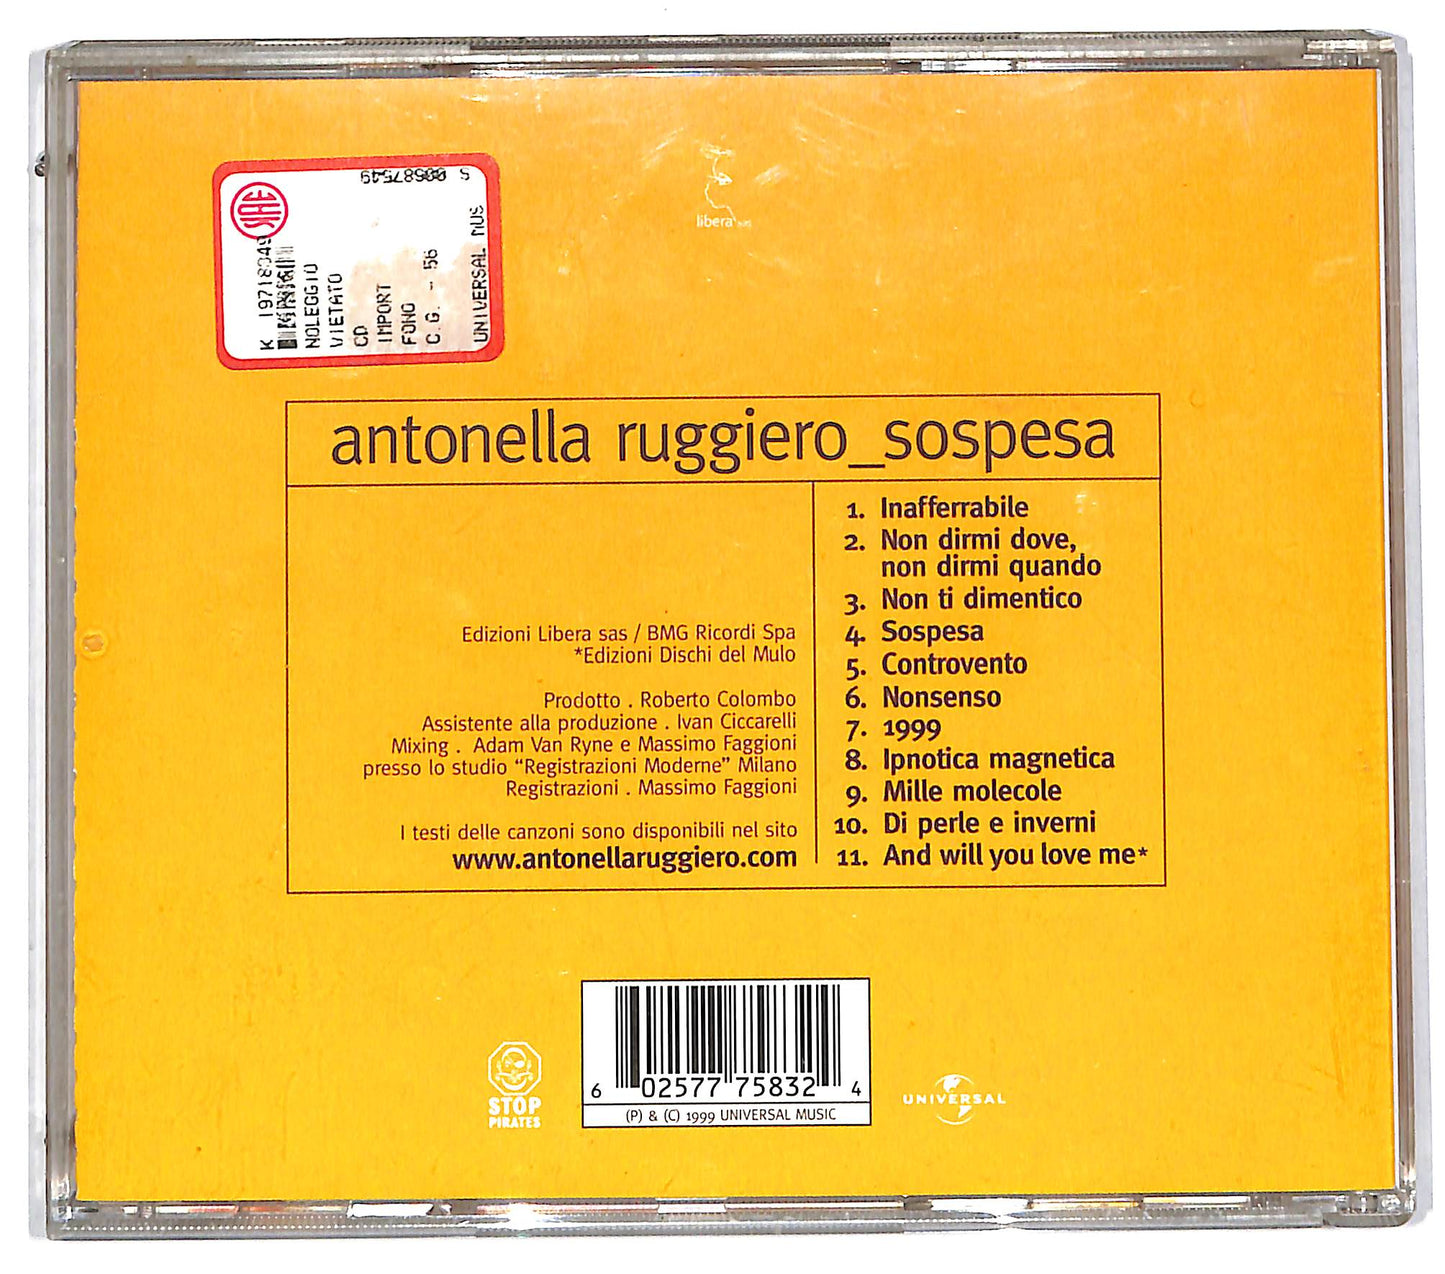 S 00587549
SIAE
K 19718049
NOLEGGIO
VIETATO
CD
IMPORT
FONO
C.G. - 56
UNIVERSAL MUS
libera sas
antonella ruggiero_sospesa
Edizioni Libera sas / BMG Ricordi Spa
*Edizioni Dischi del Mulo
Prodotto . Roberto Colombo
Assistente alla produzione . Ivan Ciccarelli
Mixing . Adam Van Ryne e Massimo Faggioni
presso lo studio “Registrazioni Moderne” Milano
Registrazioni . Massimo Faggioni
I testi delle canzoni sono disponibili nel sito
www.antonellaruggiero.com
1. Inafferrabile
2. Non dirmi dove,
non dirmi quando
3. Non ti dimentico
4. Sospesa
5. Controvento
6. Nonsenso
7. 1999
8. Ipnotica magnetica
9. Mille molecole
10. Di perle e inverni
11. And will you love me*
STOP
PIRATES
6 02577 75832 4
(P) & (C) 1999 UNIVERSAL MUSIC
UNIVERSAL